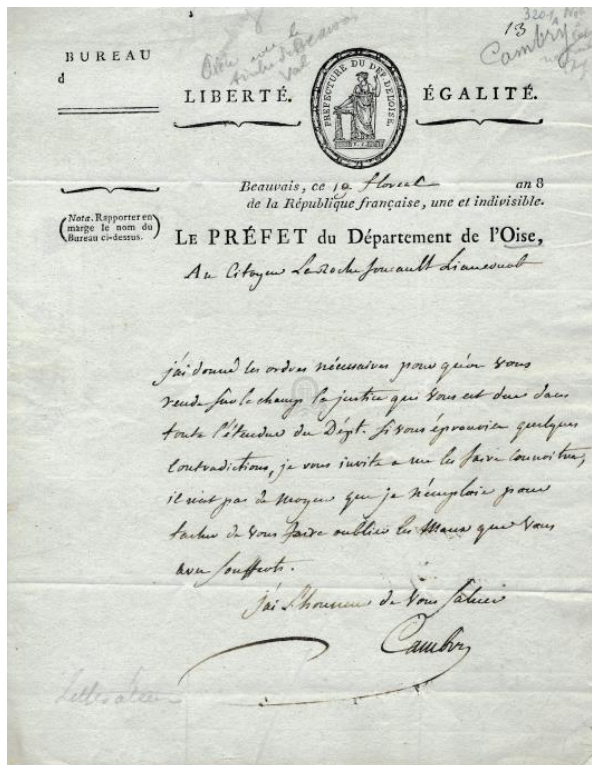 13
Cambry
BUREAU
d
LIBERTÉ. ÉGALITÉ.
PREFECTURE DU DEP. DE L'OISE.
Beauvais, ce 19 floreal an 8
de la République française, une et indivisible.
Nota. Rapporter en
marge le nom du
Bureau ci-dessus.
LE PRÉFET du Département de l'Oise,
Au Citoyen Larochefoucault Liancourt
j'ai donné les ordres nécessaires pour qu'on vous
rende sur le champ la justice qui vous est due dans
toute l'étendue du Dépt. si vous éprouviez quelques
contradictions, je vous invite a me les faire connoitre,
il n'est pas de moyen que je n'emploie pour
tacher de vous faire oublier les maux que vous
avez soufferts.
j'ai l'honneur de vous saluer
Cambry